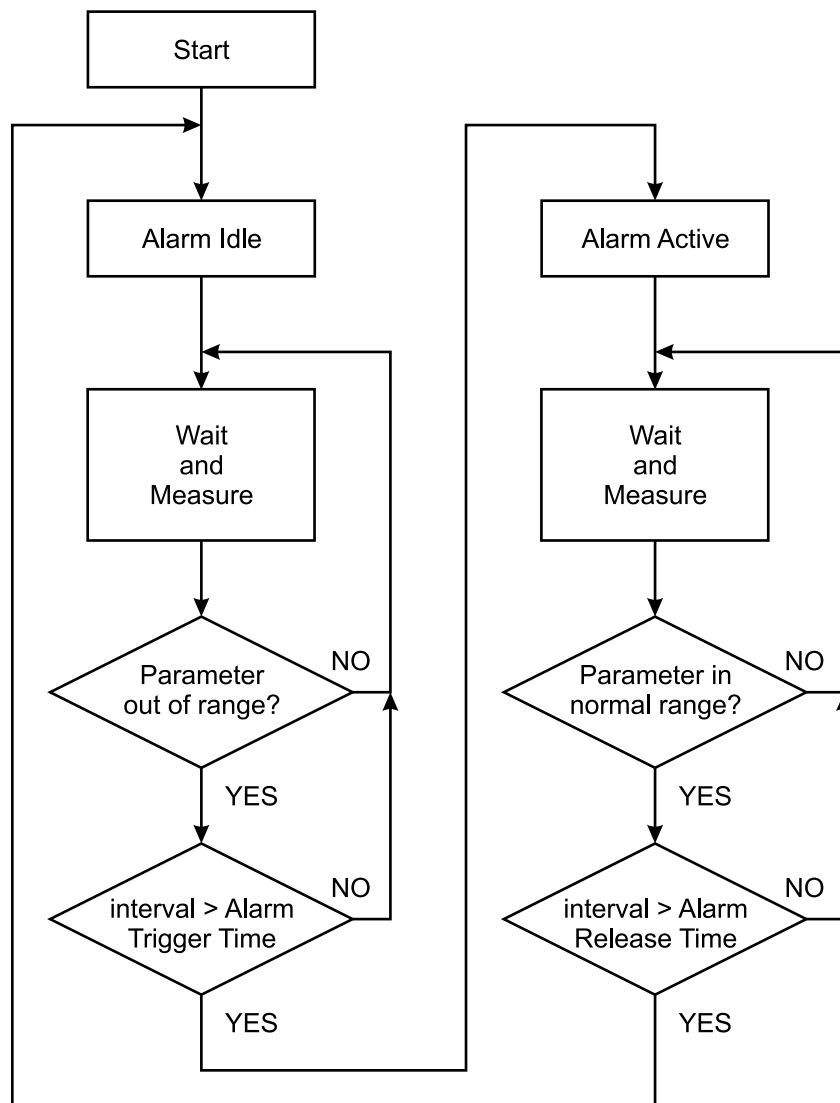 Start
Alarm Idle
Wait
and
Measure
Parameter
out of range?
NO
YES
interval > Alarm
Trigger Time
NO
YES
Alarm Active
Wait
and
Measure
Parameter in
normal range?
NO
YES
interval > Alarm
Release Time
NO
YES